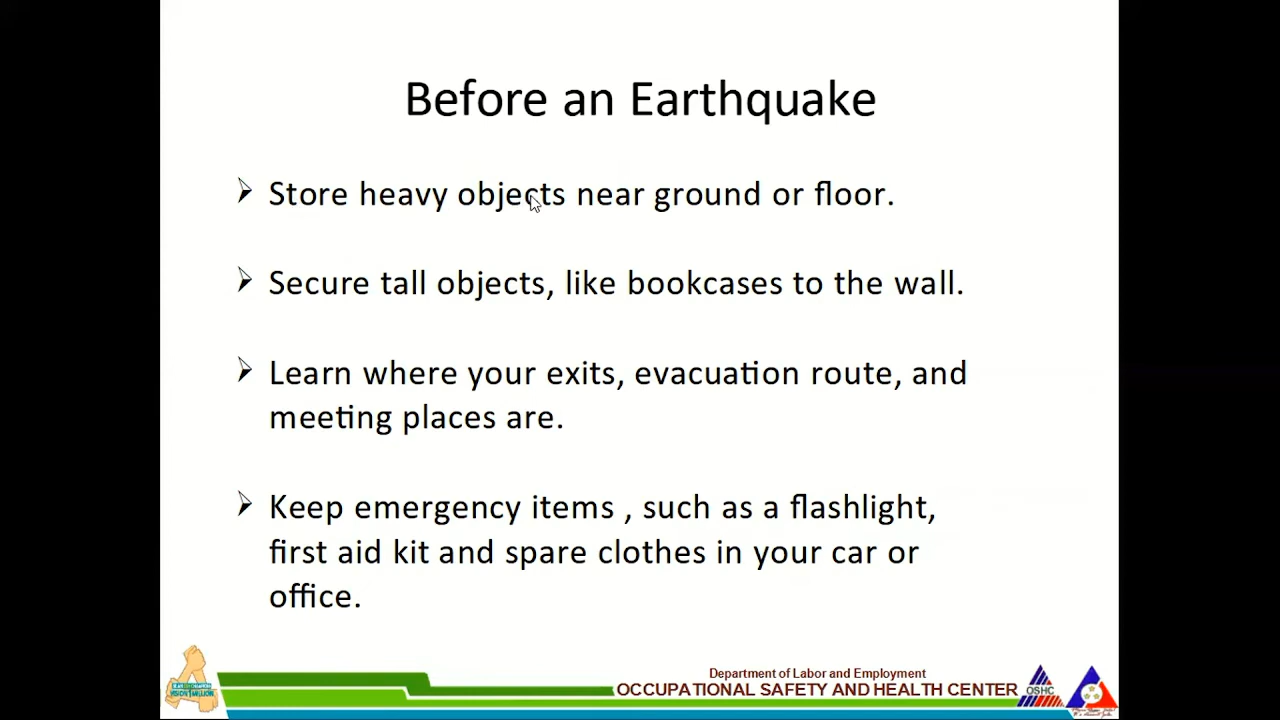 Before an Earthquake
Store heavy objects near ground or floor.
Secure tall objects, like bookcases to the wall.
Learn where your exits, evacuation route, and
meeting places are.
Keep emergency items , such as a flashlight,
first aid kit and spare clothes in your car or
office.
Department of Labor and Employment
OCCUPATIONAL SAFETY AND HEALTH CENTER
OSHC